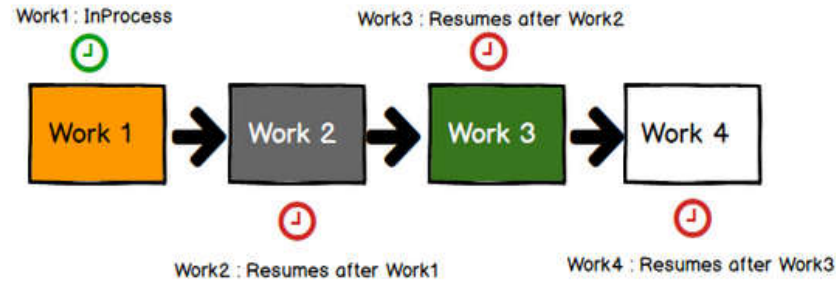 Work1 : InProcess
Work3 : Resumes after Work2
Work 1
Work 2
Work 3
Work 4
Work2 : Resumes after Work1
Work4 : Resumes after Work3